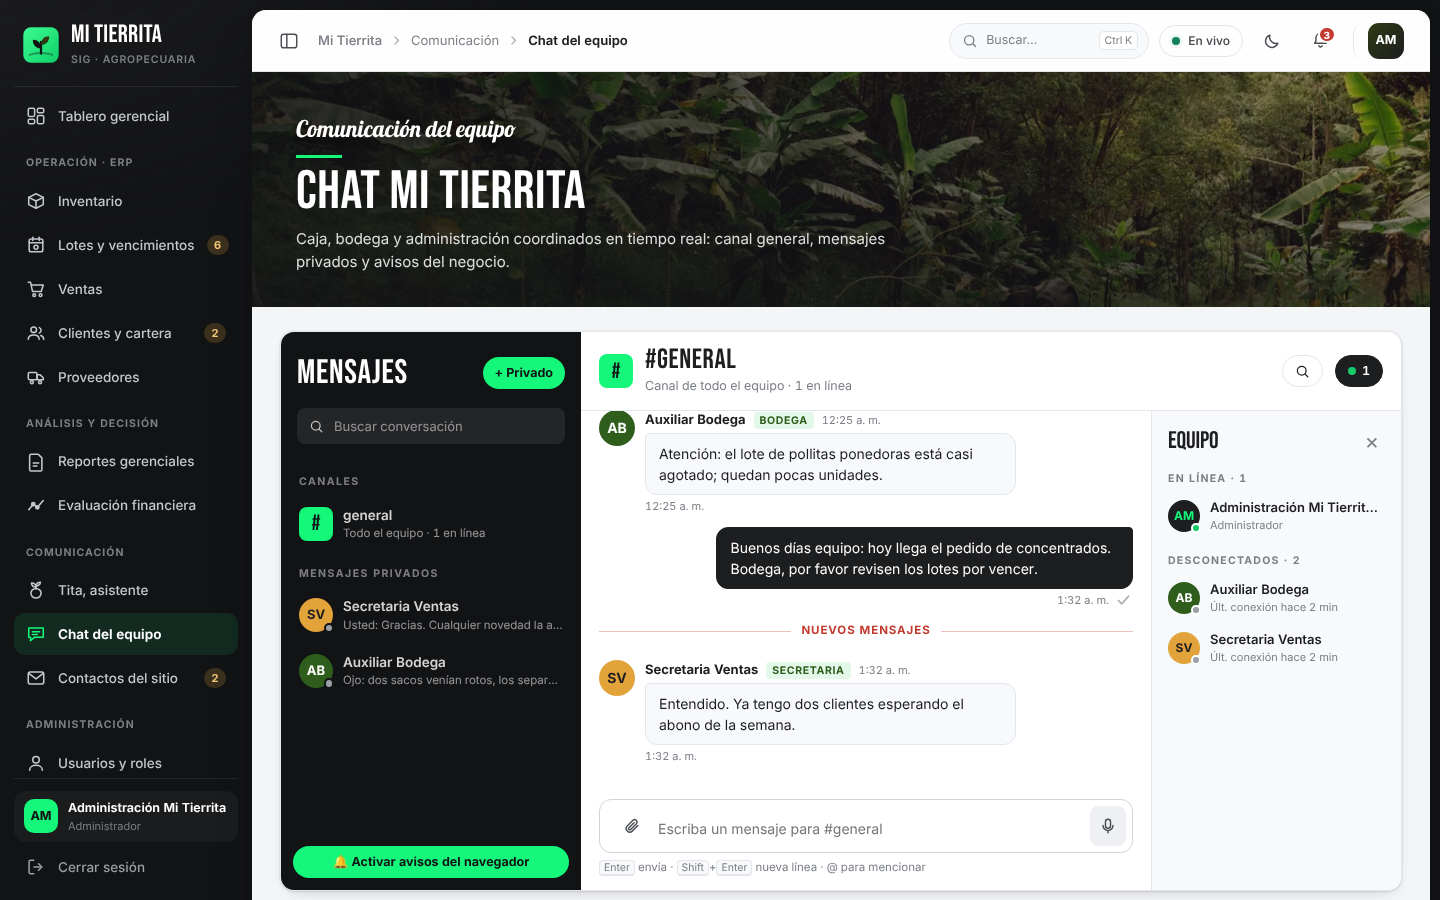 MI TIERRITA
SIG · AGROPECUARIA
Tablero gerencial
OPERACIÓN · ERP
Inventario
Lotes y vencimientos 6
Ventas
Clientes y cartera 2
Proveedores
ANÁLISIS Y DECISIÓN
Reportes gerenciales
Evaluación financiera
COMUNICACIÓN
Tita, asistente
Chat del equipo
Contactos del sitio 2
ADMINISTRACIÓN
Usuarios y roles
AM Administración Mi Tierrita
Administrador
Cerrar sesión
Mi Tierrita > Comunicación > Chat del equipo
Buscar... Ctrl K
En vivo
3
AM
Comunicación del equipo
CHAT MI TIERRITA
Caja, bodega y administración coordinados en tiempo real: canal general, mensajes
privados y avisos del negocio.
MENSAJES
+ Privado
Buscar conversación
CANALES
# general
Todo el equipo · 1 en línea
MENSAJES PRIVADOS
SV Secretaria Ventas
Usted: Gracias. Cualquier novedad la a...
AB Auxiliar Bodega
Ojo: dos sacos venían rotos, los separ...
Activar avisos del navegador
# #GENERAL
Canal de todo el equipo · 1 en línea
1
AB Auxiliar Bodega BODEGA 12:25 a. m.
Atención: el lote de pollitas ponedoras está casi
agotado; quedan pocas unidades.
12:25 a. m.
Buenos días equipo: hoy llega el pedido de concentrados.
Bodega, por favor revisen los lotes por vencer.
1:32 a. m.
NUEVOS MENSAJES
SV Secretaria Ventas SECRETARIA 1:32 a. m.
Entendido. Ya tengo dos clientes esperando el
abono de la semana.
1:32 a. m.
Escriba un mensaje para #general
Enter envía · Shift+Enter nueva línea · @ para mencionar
EQUIPO
EN LÍNEA · 1
AM Administración Mi Territ...
Administrador
DESCONECTADOS · 2
AB Auxiliar Bodega
Últ. conexión hace 2 min
SV Secretaria Ventas
Últ. conexión hace 2 min